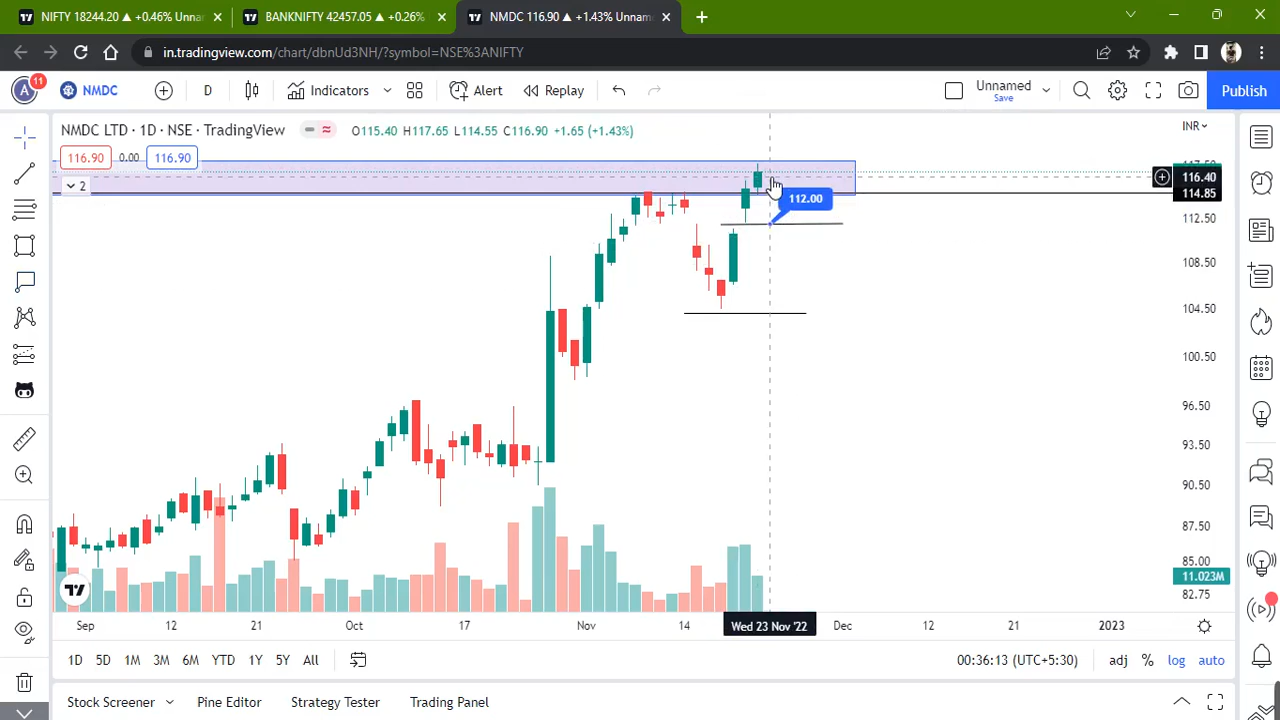 NIFTY 18244.20 ▲ +0.46% Unna
BANKNIFTY 42457.05 ▲ +0.26%
NMDC 116.90 ▲ +1.43% Unnam
in.tradingview.com/chart/dbnUd3NH/?symbol=NSE%3ANIFTY
A 11 NMDC D Indicators Alert Replay Unnamed Save Publish
NMDC LTD · 1D · NSE · TradingView O115.40 H117.65 L114.55 C116.90 +1.65 (+1.43%) INR
116.90 0.00 116.90
2
112.00
116.40
114.85
112.50
108.50
104.50
100.50
96.50
93.50
90.50
87.50
85.00
11.023M
82.75
Sep 12 21 Oct 17 Nov 14 Wed 23 Nov '22 Dec 12 21 2023
1D 5D 1M 3M 6M YTD 1Y 5Y All 00:36:13 (UTC+5:30) adj % log auto
Stock Screener Pine Editor Strategy Tester Trading Panel